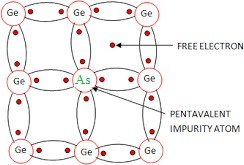 Ge Ge Ge
FREE ELECTRON
Ge As Ge
PENTAVALENT
IMPURITY ATOM
Ge Ge Ge